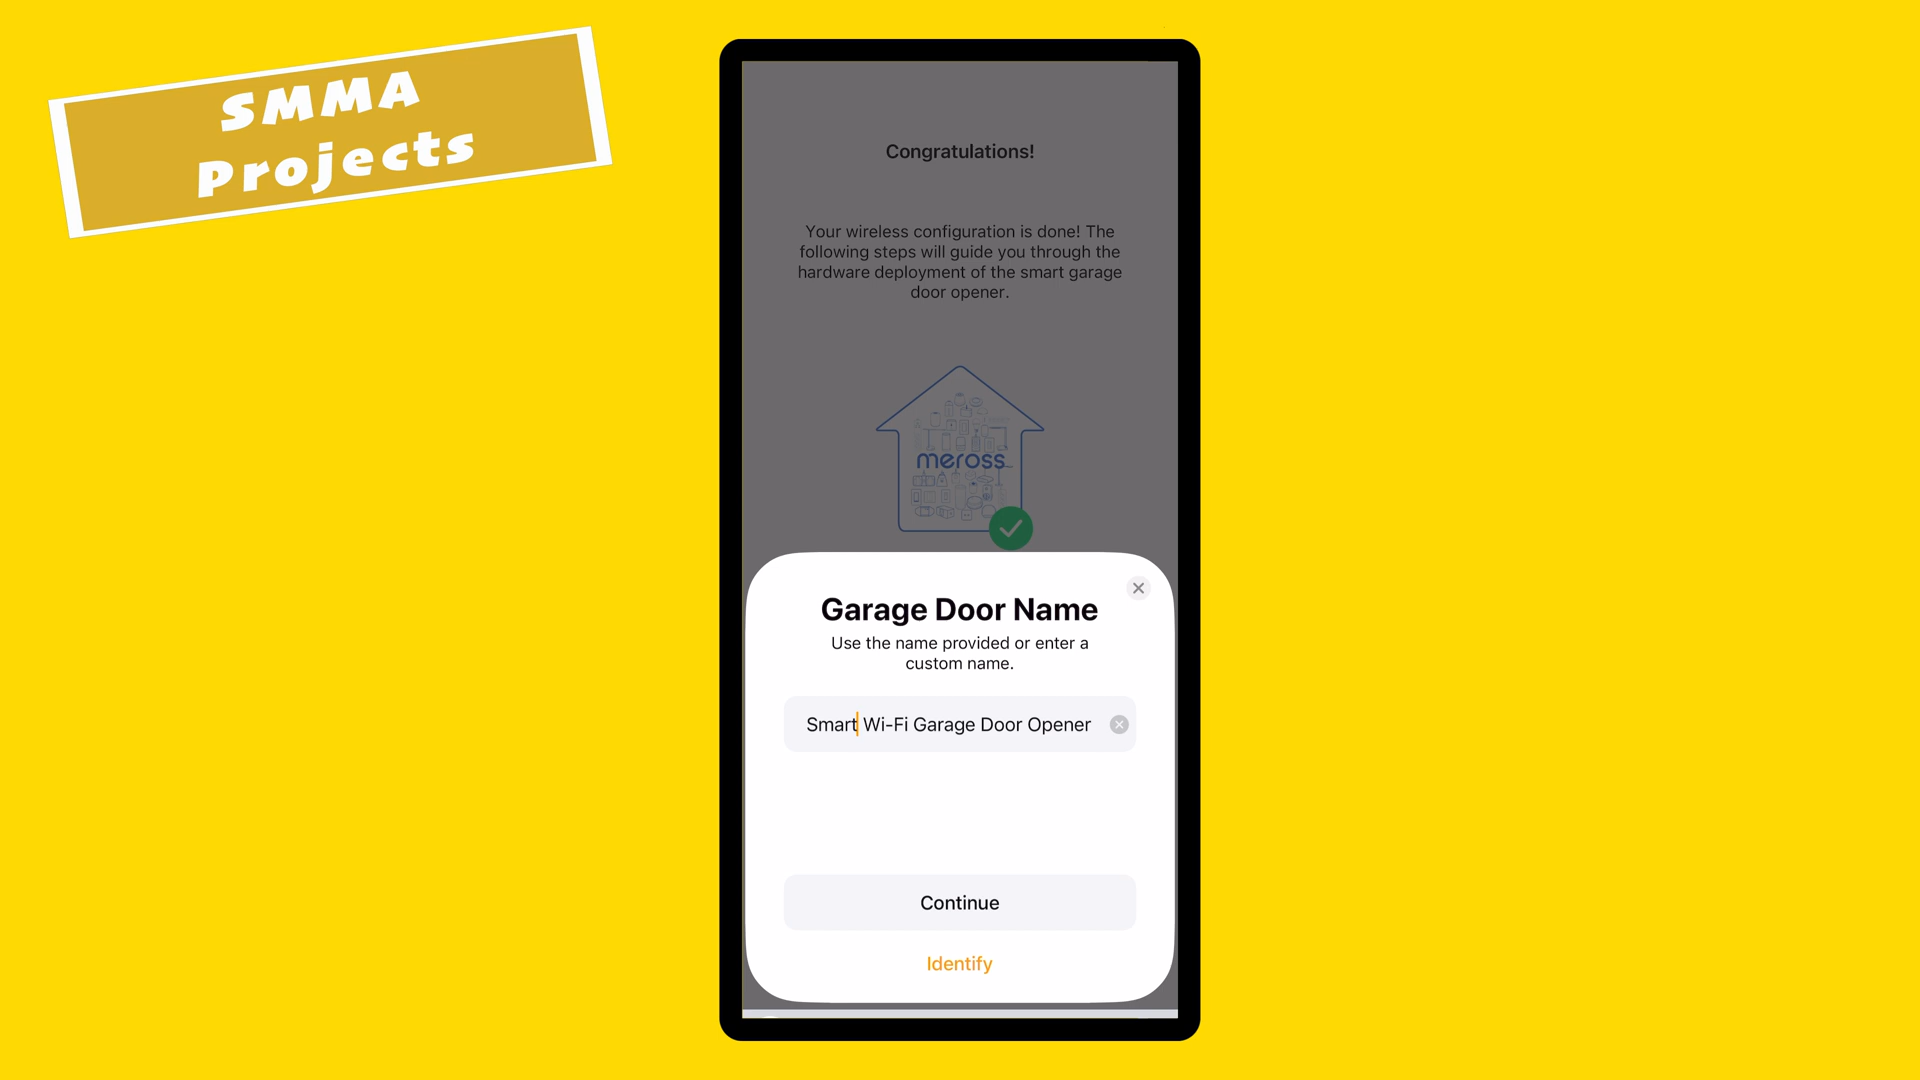 SMMA
Projects
Congratulations!
Your wireless configuration is done! The
following steps will guide you through the
hardware deployment of the smart garage
door opener.
meross
Garage Door Name
Use the name provided or enter a
custom name.
Smart Wi-Fi Garage Door Opener
Continue
Identify